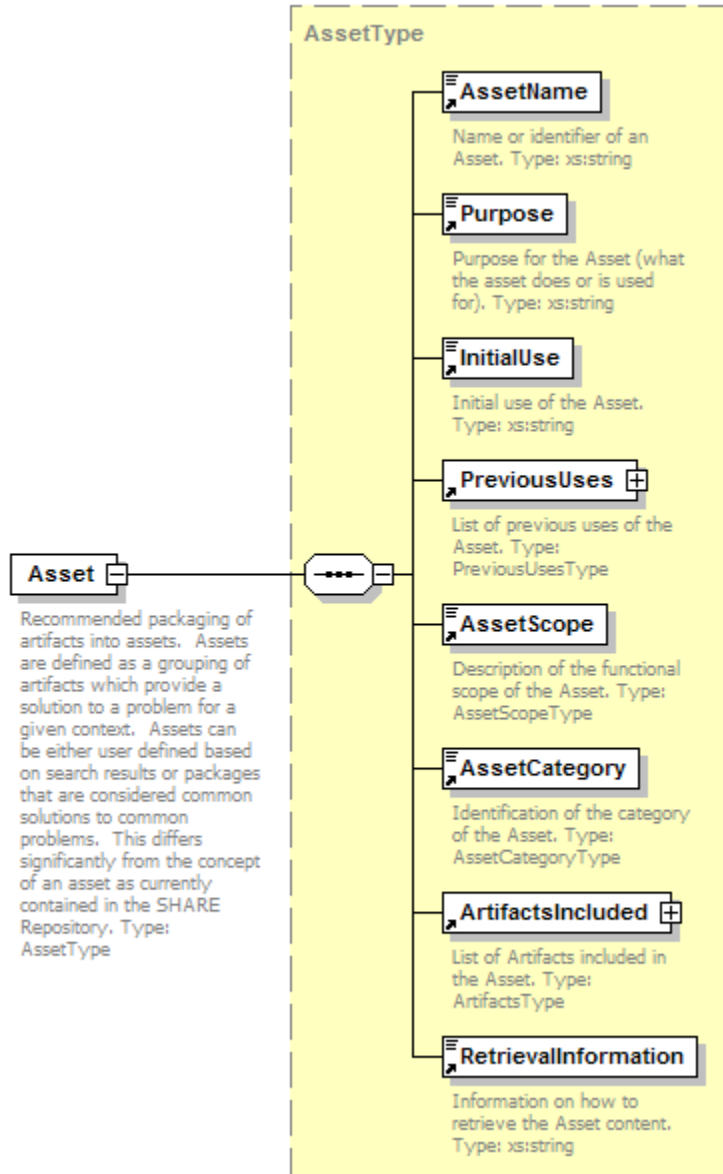 AssetType
AssetName
Name or identifier of an
Asset. Type: xs:string
Purpose
Purpose for the Asset (what
the asset does or is used
for). Type: xs:string
InitialUse
Initial use of the Asset.
Type: xs:string
PreviousUses
List of previous uses of the
Asset. Type:
PreviousUsesType
Asset
Recommended packaging of
artifacts into assets.  Assets
are defined as a grouping of
artifacts which provide a
solution to a problem for a
given context.  Assets can
be either user defined based
on search results or packages
that are considered common
solutions to common
problems.  This differs
significantly from the concept
of an asset as currently
contained in the SHARE
Repository. Type:
AssetType
AssetScope
Description of the functional
scope of the Asset. Type:
AssetScopeType
AssetCategory
Identification of the category
of the Asset. Type:
AssetCategoryType
ArtifactsIncluded
List of Artifacts included in
the Asset. Type:
ArtifactsType
RetrievalInformation
Information on how to
retrieve the Asset content.
Type: xs:string